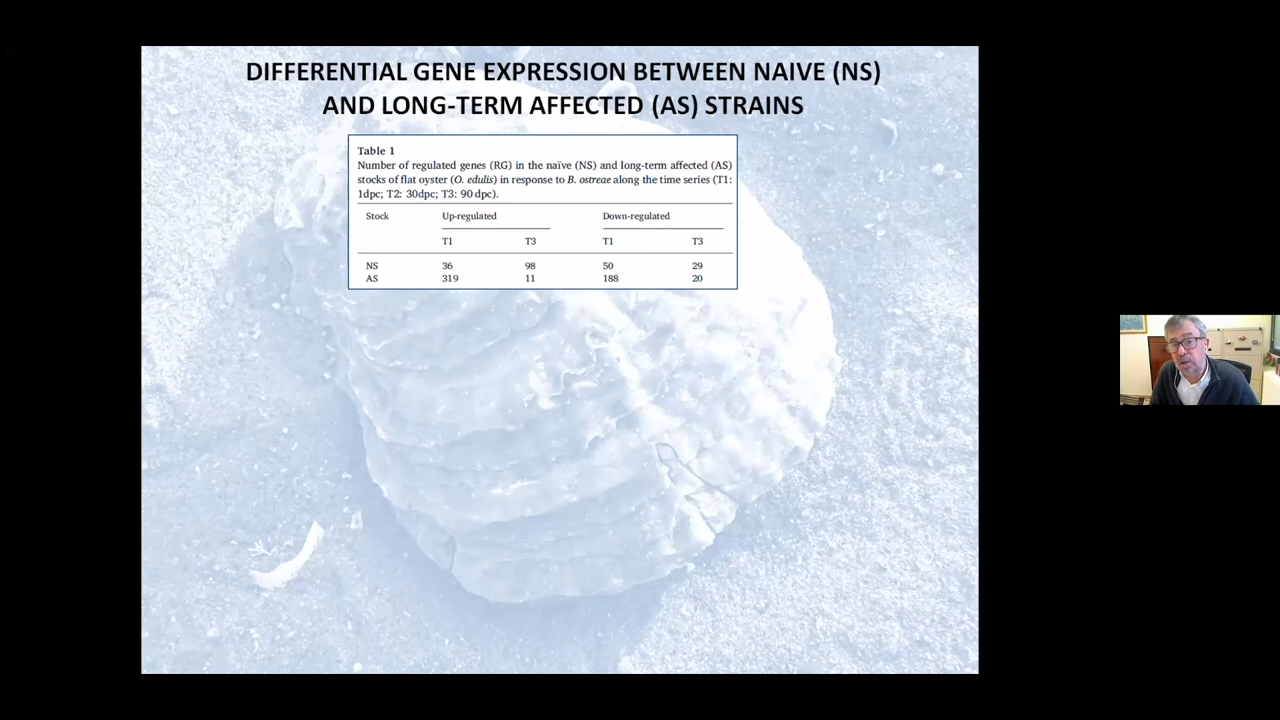 DIFFERENTIAL GENE EXPRESSION BETWEEN NAIVE (NS)
AND LONG-TERM AFFECTED (AS) STRAINS
Table 1
Number of regulated genes (RG) in the naïve (NS) and long-term affected (AS)
stocks of flat oyster (O. edulis) in response to B. ostreae along the time series (T1:
1dpc; T2: 30dpc; T3: 90 dpc).
Stock Up-regulated Down-regulated
T1 T3 T1 T3
NS 36 98 50 29
AS 319 11 188 20